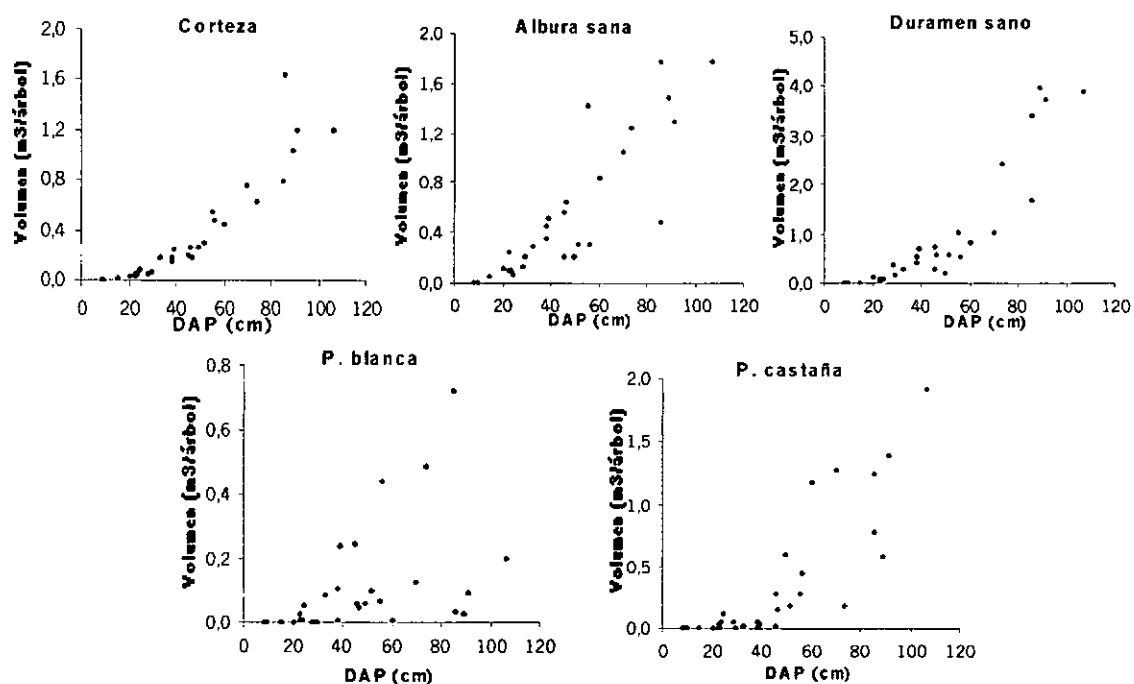 Corteza
Volumen (m3/árbol)
2,0
1,6
1,2
0,8
0,4
0,0
0 20 40 60 80 100 120
DAP (cm)
Albura sana
Volumen (m3/árbol)
2,0
1,6
1,2
0,8
0,4
0,0
0 20 40 60 80 100 120
DAP (cm)
Duramen sano
Volumen (m3/árbol)
5,0
4,0
3,0
2,0
1,0
0,0
0 20 40 60 80 100 120
DAP (cm)
P. blanca
Volumen (m3/árbol)
0,8
0,6
0,4
0,2
0,0
0 20 40 60 80 100 120
DAP (cm)
P. castaña
Volumen (m3/árbol)
2,0
1,5
1,0
0,5
0,0
0 20 40 60 80 100 120
DAP (cm)